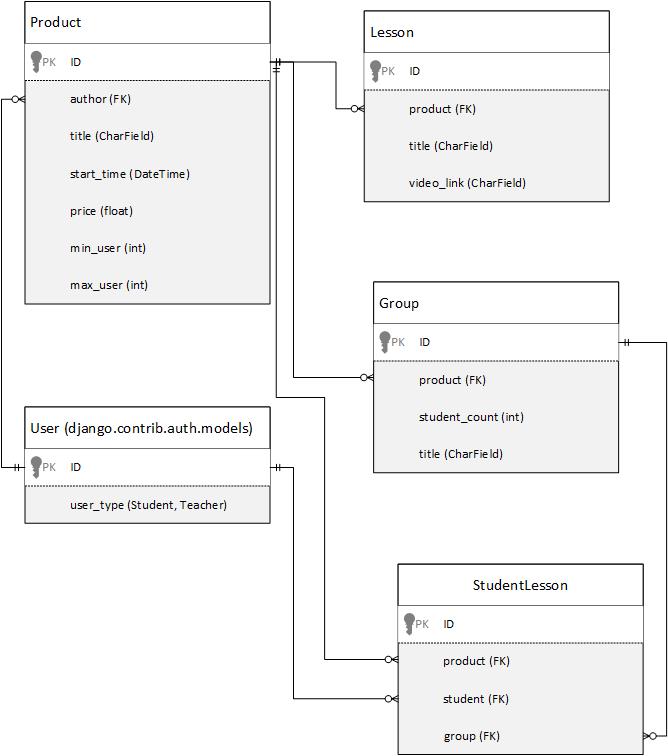 Product
PK ID
author (FK)
title (CharField)
start_time (DateTime)
price (float)
min_user (int)
max_user (int)
Lesson
PK ID
product (FK)
title (CharField)
video_link (CharField)
Group
PK ID
product (FK)
student_count (int)
title (CharField)
User (django.contrib.auth.models)
PK ID
user_type (Student, Teacher)
StudentLesson
PK ID
product (FK)
student (FK)
group (FK)